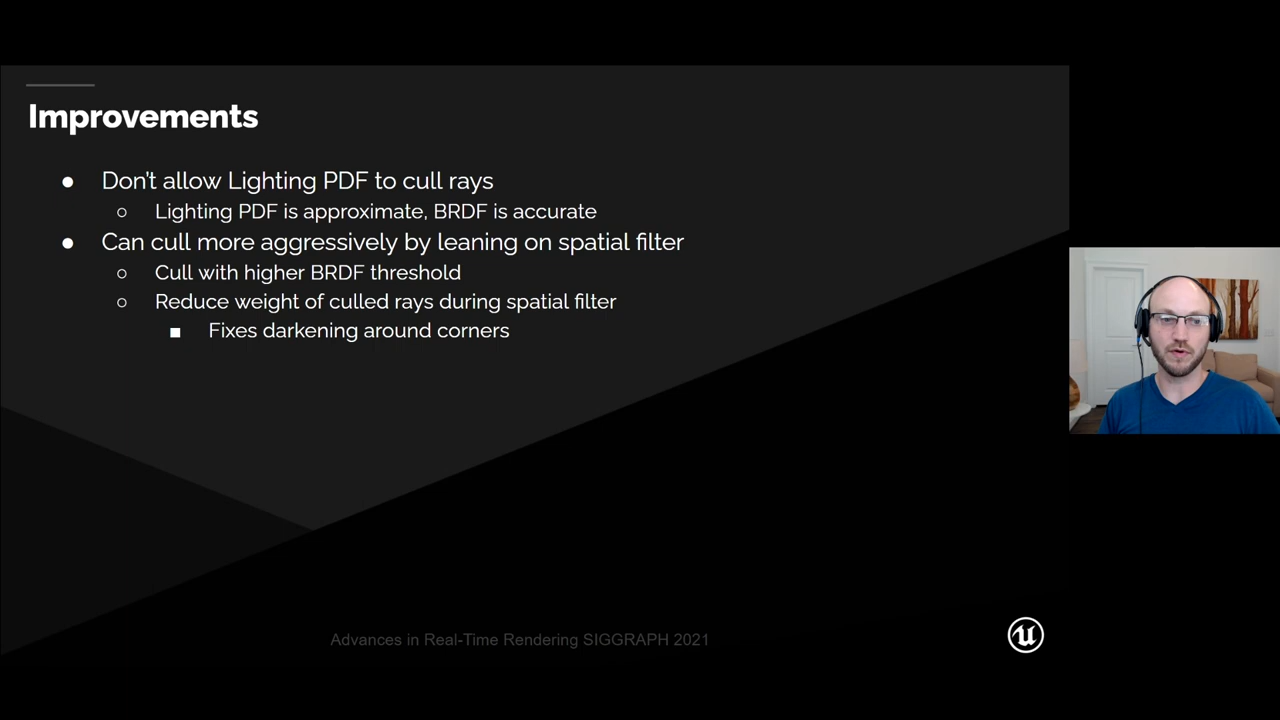 Improvements
● Don't allow Lighting PDF to cull rays
○ Lighting PDF is approximate, BRDF is accurate
● Can cull more aggressively by leaning on spatial filter
○ Cull with higher BRDF threshold
○ Reduce weight of culled rays during spatial filter
■ Fixes darkening around corners
Advances in Real-Time Rendering SIGGRAPH 2021